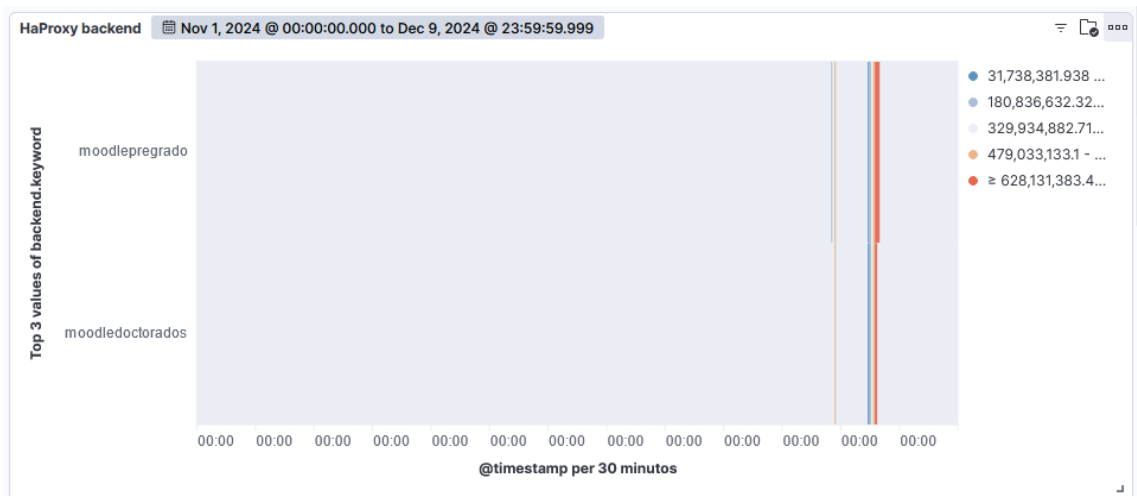 HaProxy backend Nov 1, 2024 @ 00:00:00.000 to Dec 9, 2024 @ 23:59:59.999
Top 3 values of backend.keyword
moodlepregrado
moodledoctorados
00:00 00:00 00:00 00:00 00:00 00:00 00:00 00:00 00:00 00:00 00:00 00:00 00:00
@timestamp per 30 minutos
31,738,381.938 ...
180,836,632.32...
329,934,882.71...
479,033,133.1 - ...
≥ 628,131,383.4...